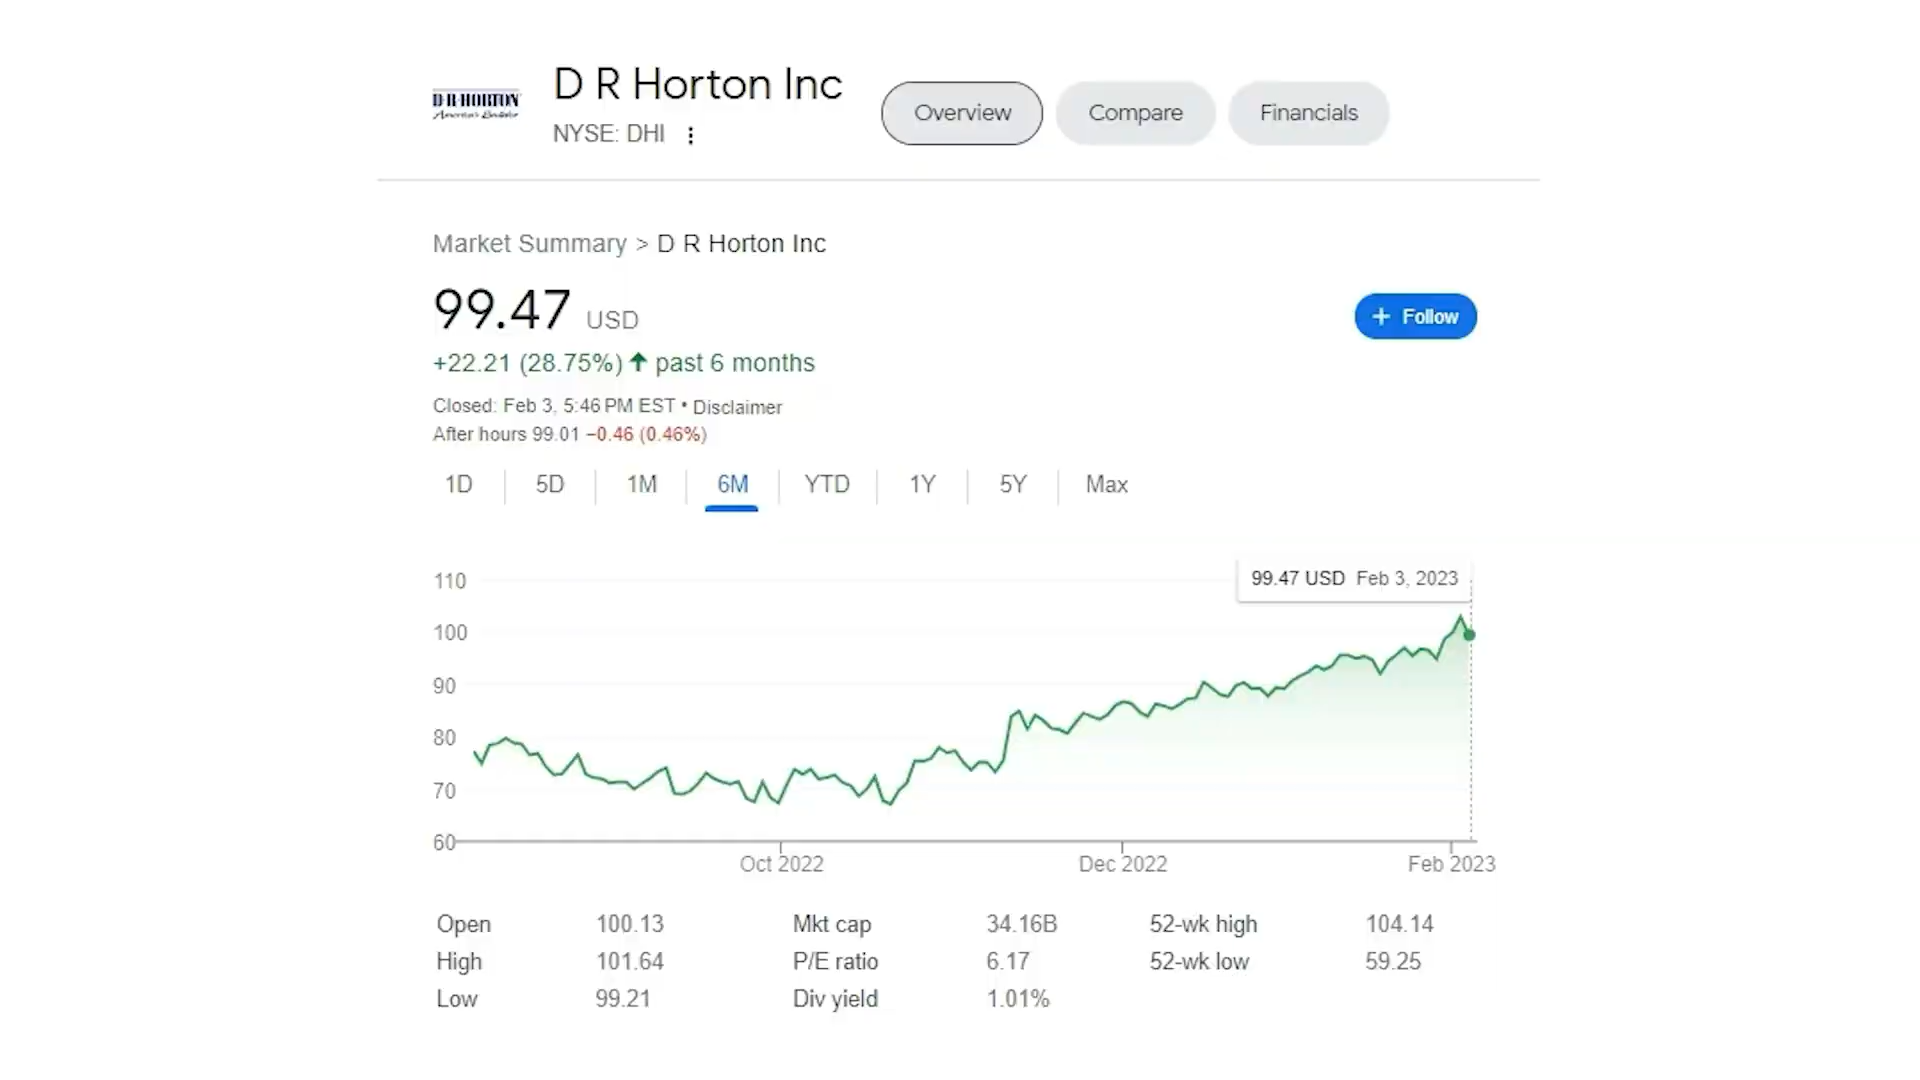 D·R·HORTON
America's Builder
D R Horton Inc
NYSE: DHI
Overview
Compare
Financials
Market Summary > D R Horton Inc
99.47 USD
+ Follow
+22.21 (28.75%) ↑ past 6 months
Closed: Feb 3, 5:46 PM EST • Disclaimer
After hours 99.01 −0.46 (0.46%)
1D 5D 1M 6M YTD 1Y 5Y Max
99.47 USD Feb 3, 2023
110
100
90
80
70
60
Oct 2022 Dec 2022 Feb 2023
Open 100.13 Mkt cap 34.16B 52-wk high 104.14
High 101.64 P/E ratio 6.17 52-wk low 59.25
Low 99.21 Div yield 1.01%